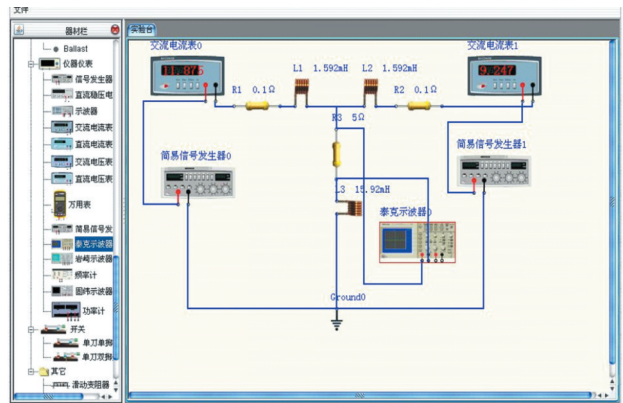 文件
器材栏
实验台
Ballast
仪器仪表
信号发生器
直流稳压电
示波器
交流电流表
直流电流表
交流电压表
直流电压表
万用表
简易信号发
泰克示波器
岩崎示波器
频率计
固纬示波器
功率计
开关
单刀单掷
单刀双掷
其它
滑动变阻器
交流电流表0
交流电流表1
11.875
9.247
L1 1.592mH
L2 1.592mH
R1 0.1Ω
R2 0.1Ω
R3 5Ω
简易信号发生器0
简易信号发生器1
L3 15.92mH
泰克示波器0
Ground0